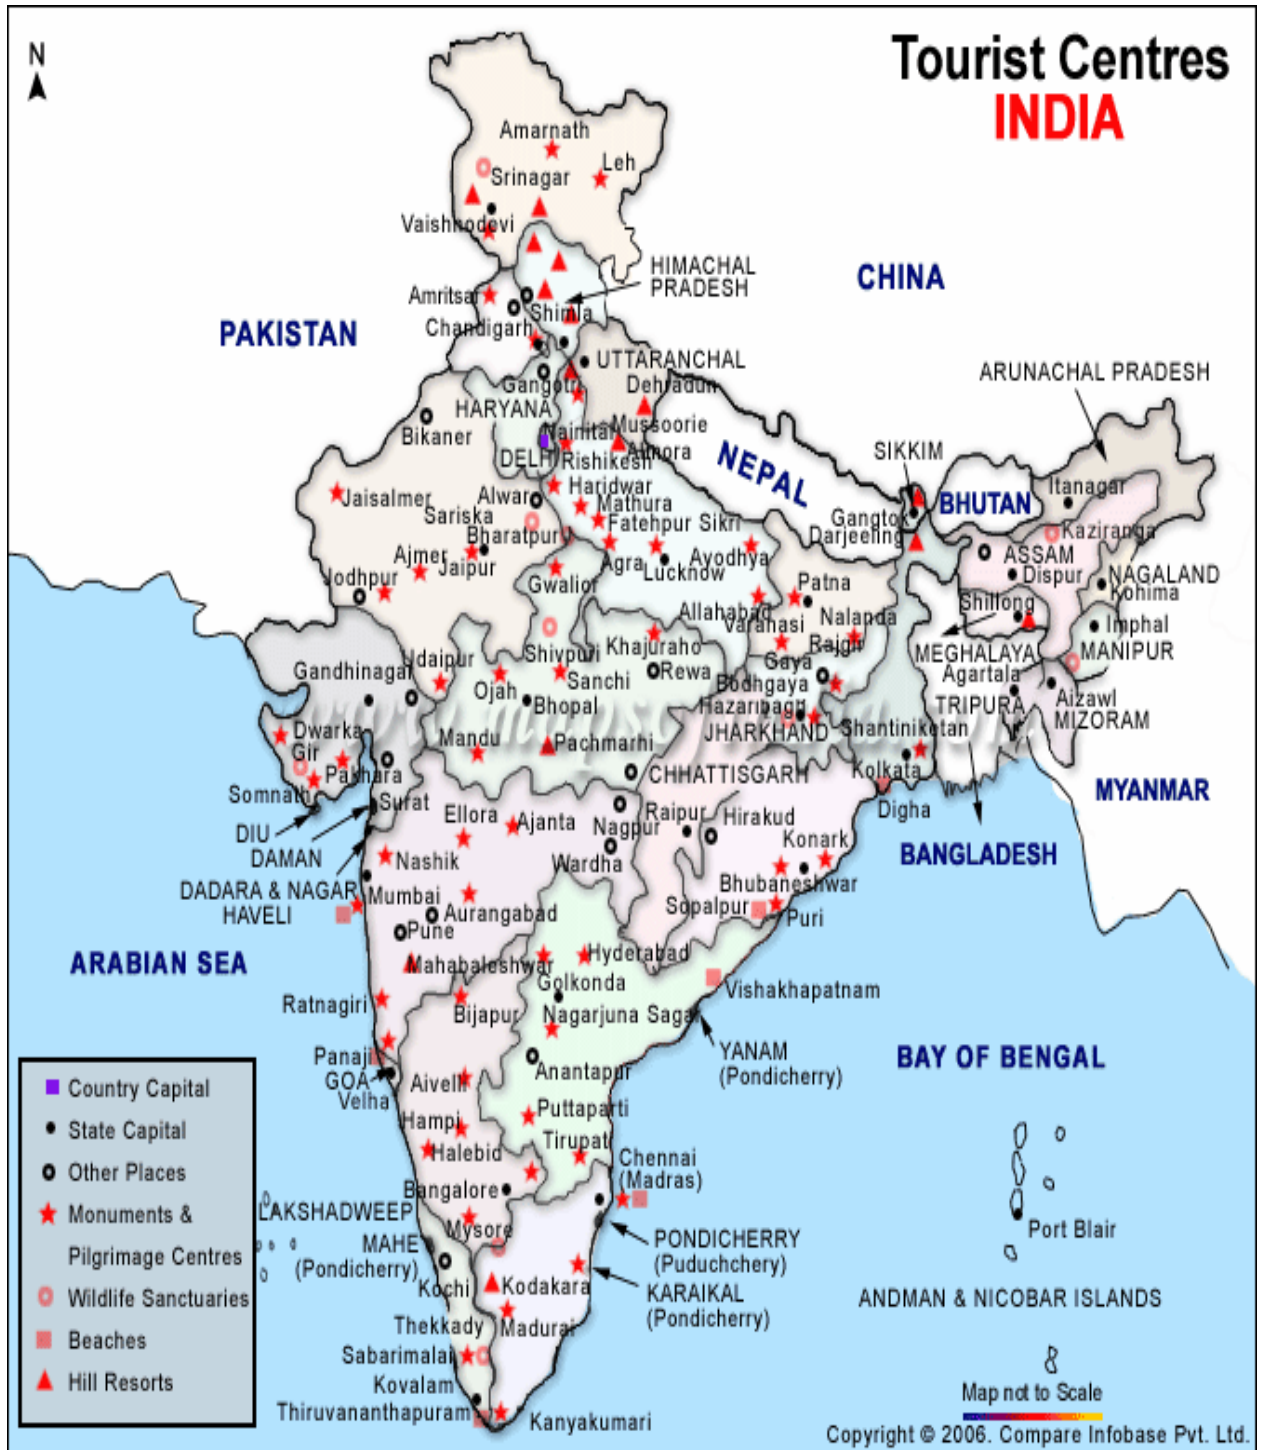 N
Tourist Centres
INDIA
Amarnath
Leh
Srinagar
Vaishnodevi
HIMACHAL
PRADESH
CHINA
Amritsar
Shimla
Chandigarh
PAKISTAN
UTTARANCHAL
Gangotri
Dehradun
ARUNACHAL PRADESH
HARYANA
Bikaner
Nainital
Mussoorie
DELHI
Almora
Rishikesh
NEPAL
SIKKIM
BHUTAN
Itanagar
Jaisalmer
Alwar
Haridwar
Sariska
Mathura
Gangtok
Fatehpur Sikri
Bharatpur
Darjeeling
Kaziranga
Ajmer
Jaipur
Agra
Lucknow
Ayodhya
ASSAM
Dispur
Jodhpur
Gwalior
Patna
NAGALAND
Kohima
Allahabad
Varahasi
Nalanda
Shillong
Imphal
Khajuraho
Rajgir
Shivpuri
MEGHALAYA
MANIPUR
Gandhinagar
Udaipur
Ojah
Sanchi
Rewa
Gaya
Bodhgaya
Agartala
Aizawl
Bhopal
Hazaribagh
TRIPURA
MIZORAM
JHARKHAND
Shantiniketan
Dwarka
Gir
Mandu
Pachmarhi
Pakhara
CHHATTISGARH
Kolkata
Somnath
Surat
MYANMAR
Digha
DIU
Ellora
Ajanta
Nagpur
Raipur
Hirakud
Konark
DAMAN
Nashik
Wardha
BANGLADESH
DADARA & NAGAR
HAVELI
Mumbai
Bhubaneshwar
Aurangabad
Sopalpur
Puri
Pune
ARABIAN SEA
Mahabaleshwar
Hyderabad
Golkonda
Vishakhapatnam
Ratnagiri
Bijapur
Nagarjuna Sagar
Panaji
YANAM
(Pondicherry)
BAY OF BENGAL
GOA
Velha
Aivelli
Anantapur
Hampi
Puttaparti
Halebid
Tirupati
Chennai
(Madras)
Bangalore
LAKSHADWEEP
Mysore
MAHE
(Pondicherry)
PONDICHERRY
(Puduchchery)
Port Blair
Kochi
Kodakara
KARAIKAL
(Pondicherry)
ANDMAN & NICOBAR ISLANDS
Thekkady
Madurai
Sabarimalai
Kovalam
Thiruvananthapuram
Kanyakumari
Country Capital
State Capital
Other Places
Monuments &
Pilgrimage Centres
Wildlife Sanctuaries
Beaches
Hill Resorts
Map not to Scale
Copyright © 2006. Compare Infobase Pvt. Ltd.